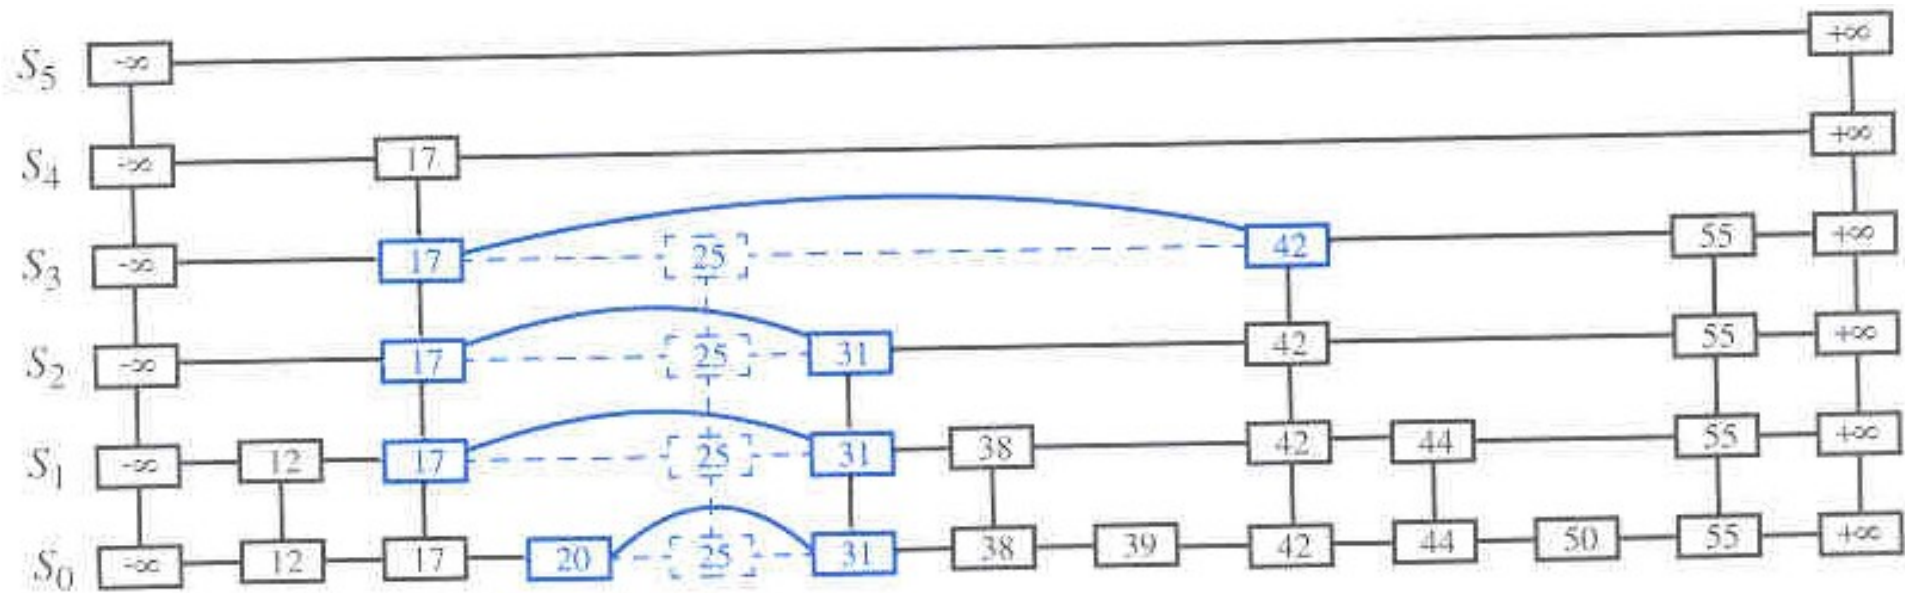 S5 -∞ +∞
S4 -∞ 17 +∞
S3 -∞ 17 25 42 55 +∞
S2 -∞ 17 25 31 42 55 +∞
S1 -∞ 12 17 25 31 38 42 44 55 +∞
S0 -∞ 12 17 20 25 31 38 39 42 44 50 55 +∞